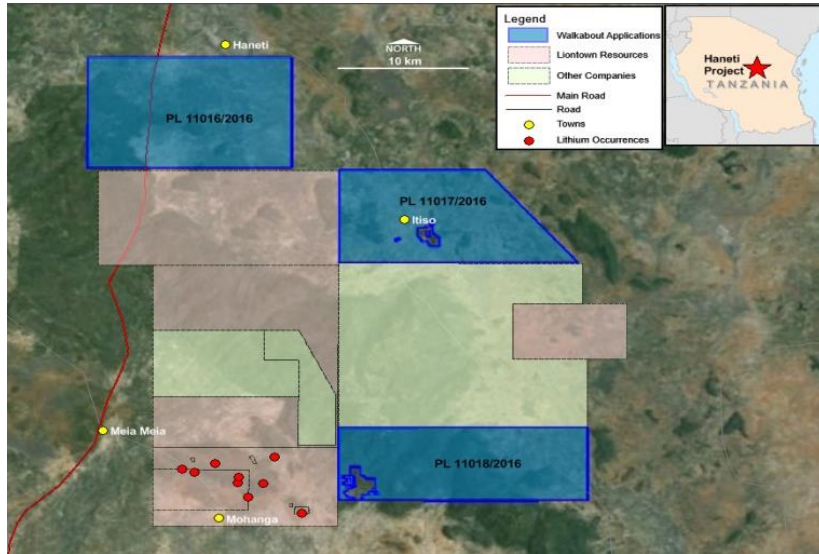 Haneti
NORTH
10 km
Legend
Walkabout Applications
Liontown Resources
Other Companies
Main Road
Road
Towns
Lithium Occurrences
Haneti
Project
TANZANIA
PL 11016/2016
PL 11017/2016
Itiso
Meia Meia
PL 11018/2016
Mohanga